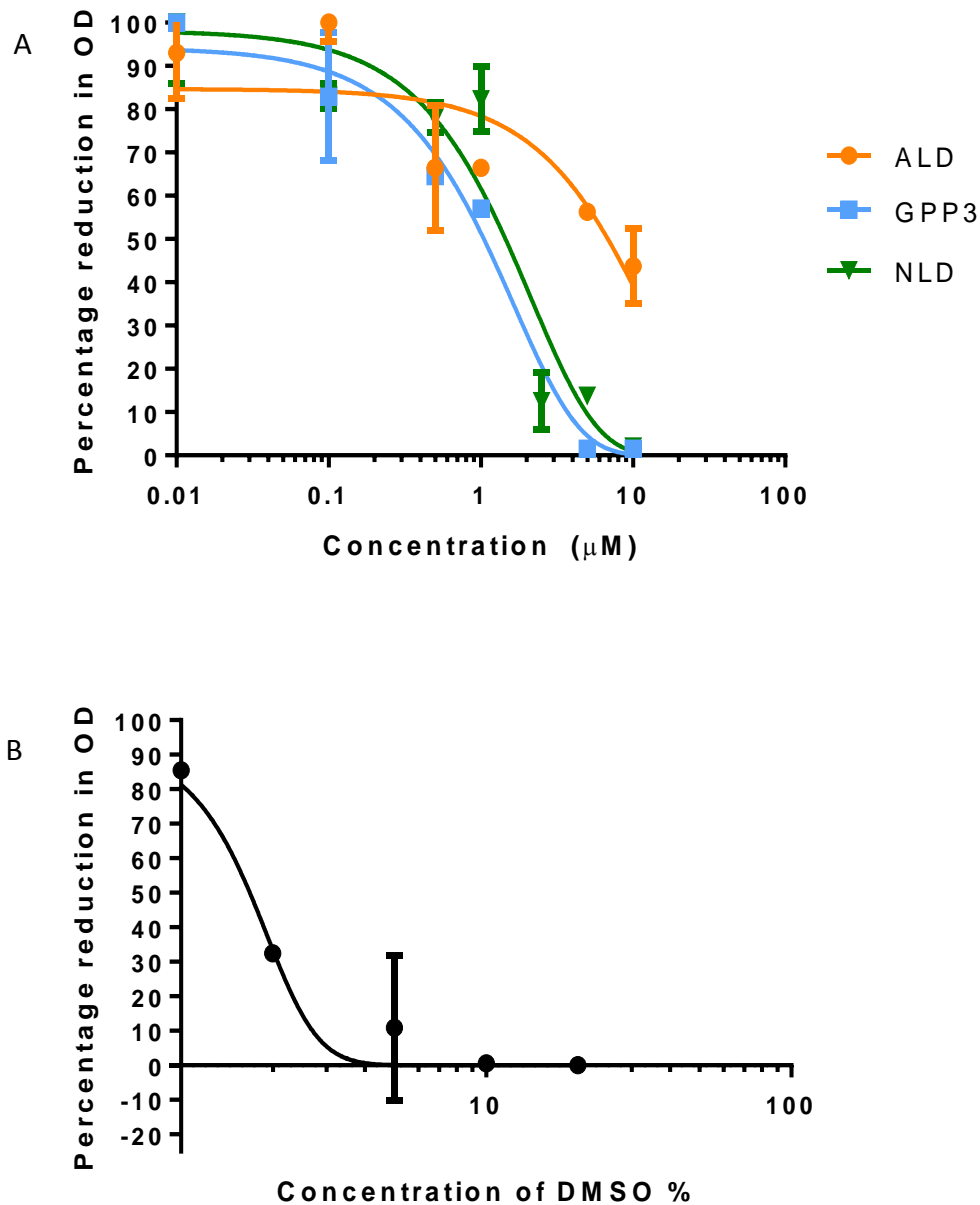 A
Percentage reduction in OD
100
90
80
70
60
50
40
30
20
10
0
0.01 0.1 1 10 100
Concentration (μM)
ALD
GPP3
NLD
B
Percentage reduction in OD
100
90
80
70
60
50
40
30
20
10
0
-10
-20
10 100
Concentration of DMSO %